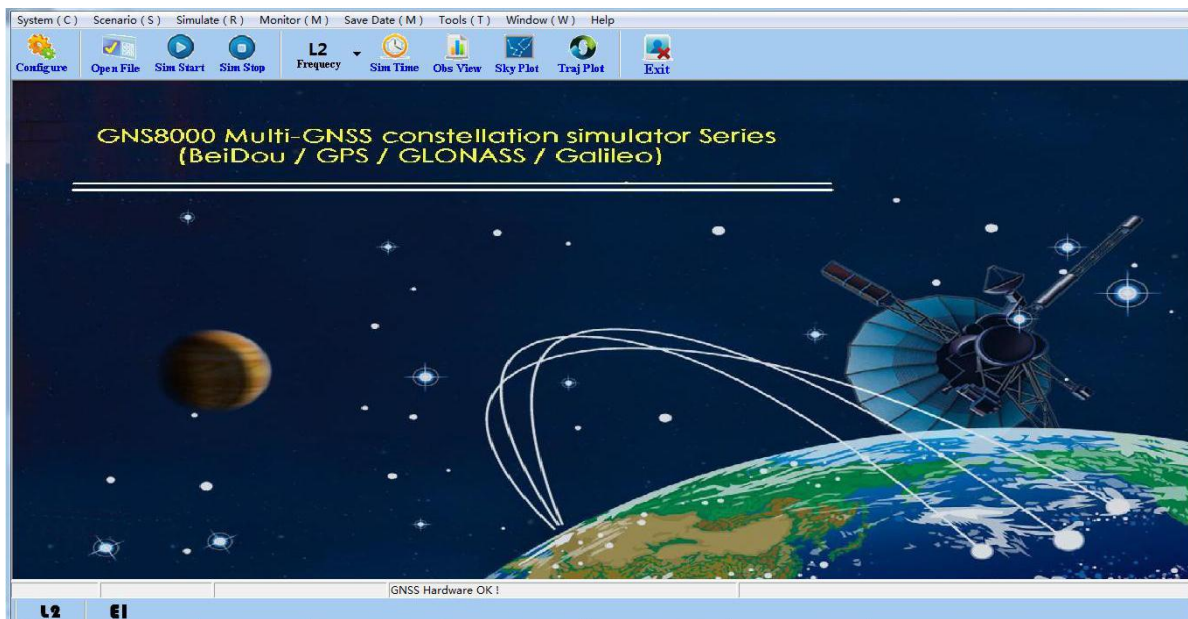 System ( C ) Scenario ( S ) Simulate ( R ) Monitor ( M ) Save Date ( M ) Tools ( T ) Window ( W ) Help
L2
Configure Open File Sim Start Sim Stop Frequecy Sim Time Obs View Sky Plot Traj Plot Exit
GNS8000 Multi-GNSS constellation simulator Series
(BeiDou / GPS / GLONASS / Galileo)
GNSS Hardware OK !
L2 E1